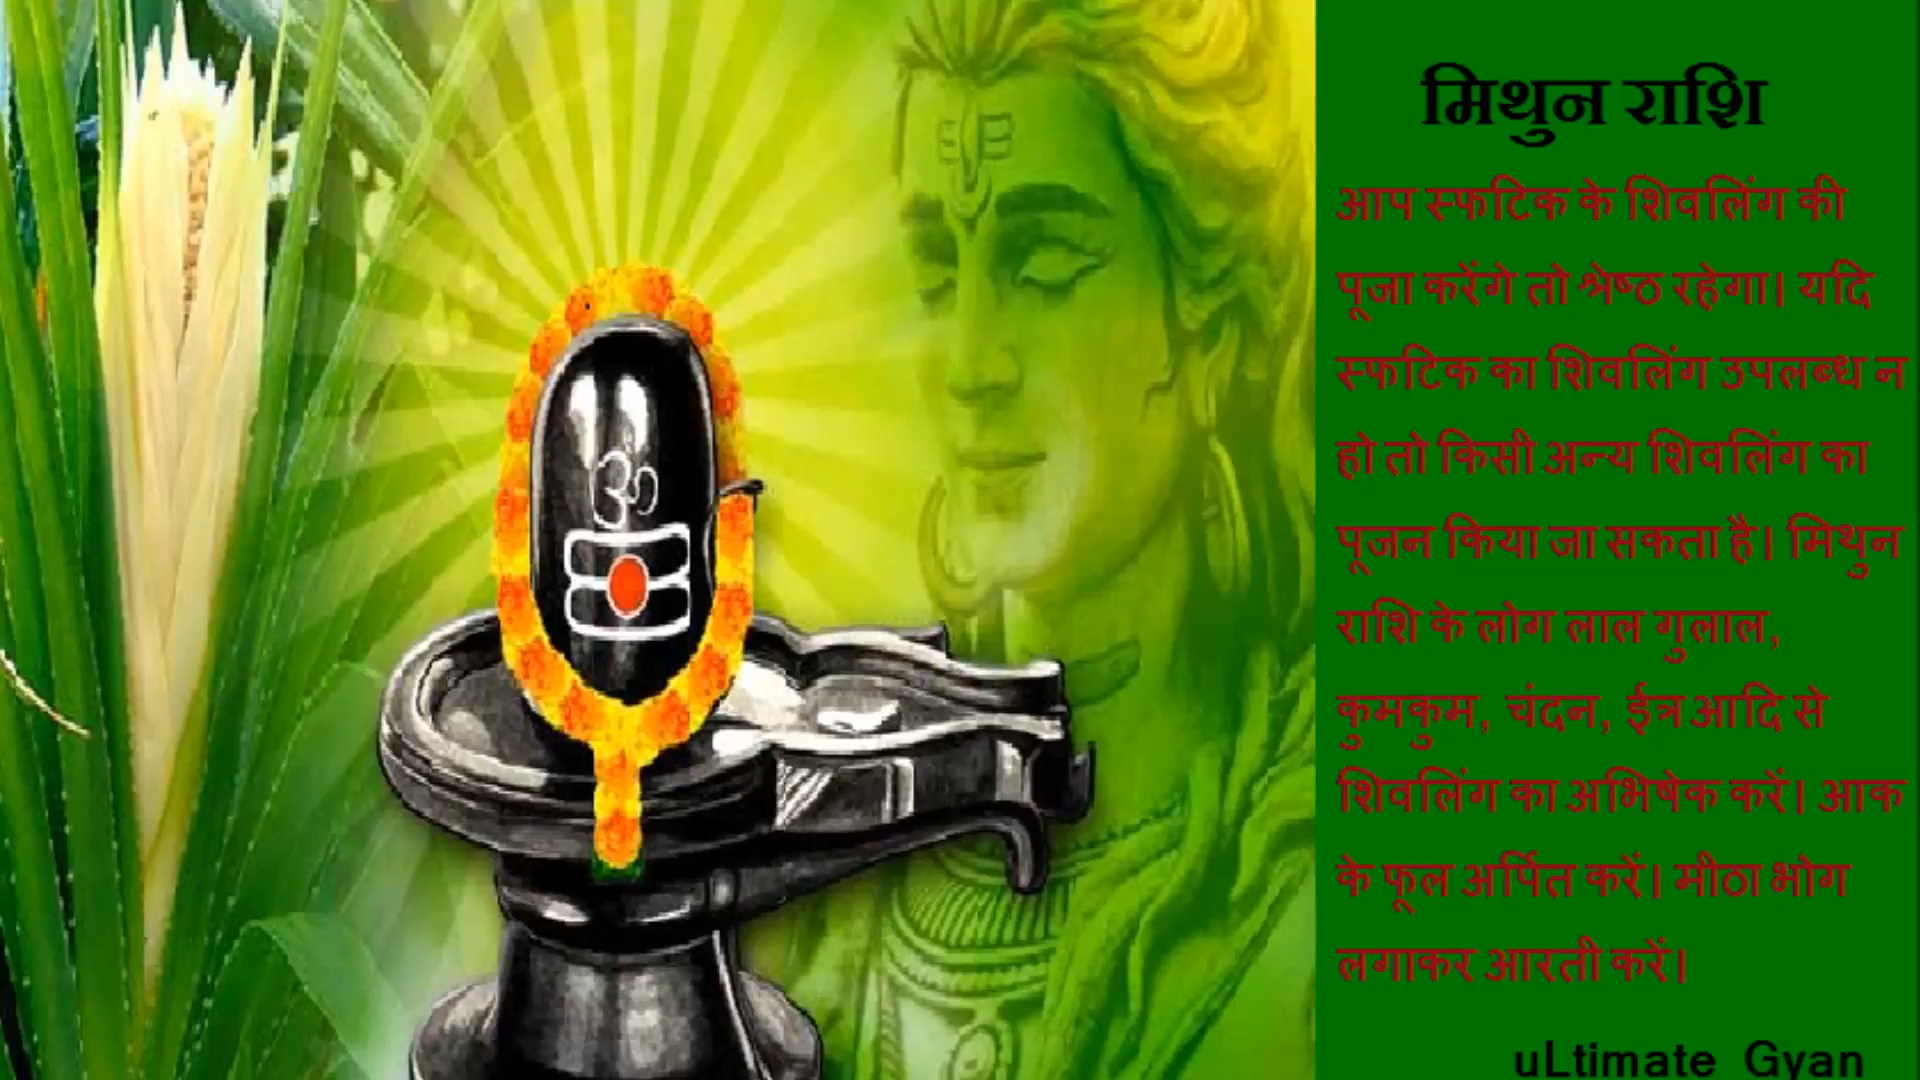 मिथुन राशि
आप स्फटिक के शिवलिंग की
पूजा करेंगे तो श्रेष्ठ रहेगा। यदि
स्फटिक का शिवलिंग उपलब्ध न
हो तो किसी अन्य शिवलिंग का
पूजन किया जा सकता है। मिथुन
राशि के लोग लाल गुलाल,
कुमकुम, चंदन, ईत्र आदि से
शिवलिंग का अभिषेक करें। आक
के फूल अर्पित करें। मीठा भोग
लगाकर आरती करें।
uLtimate Gyan
ॐ